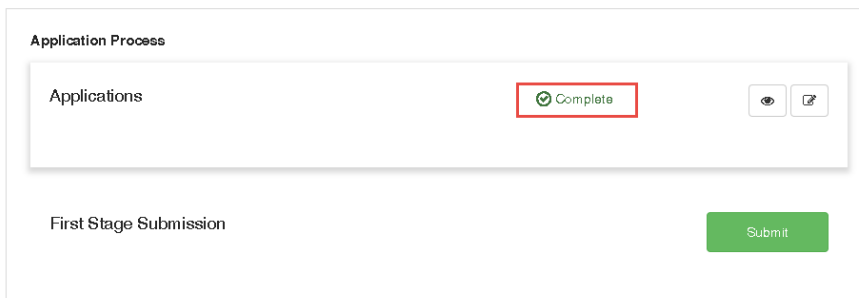 Application Process
Applications
Complete
First Stage Submission
Submit